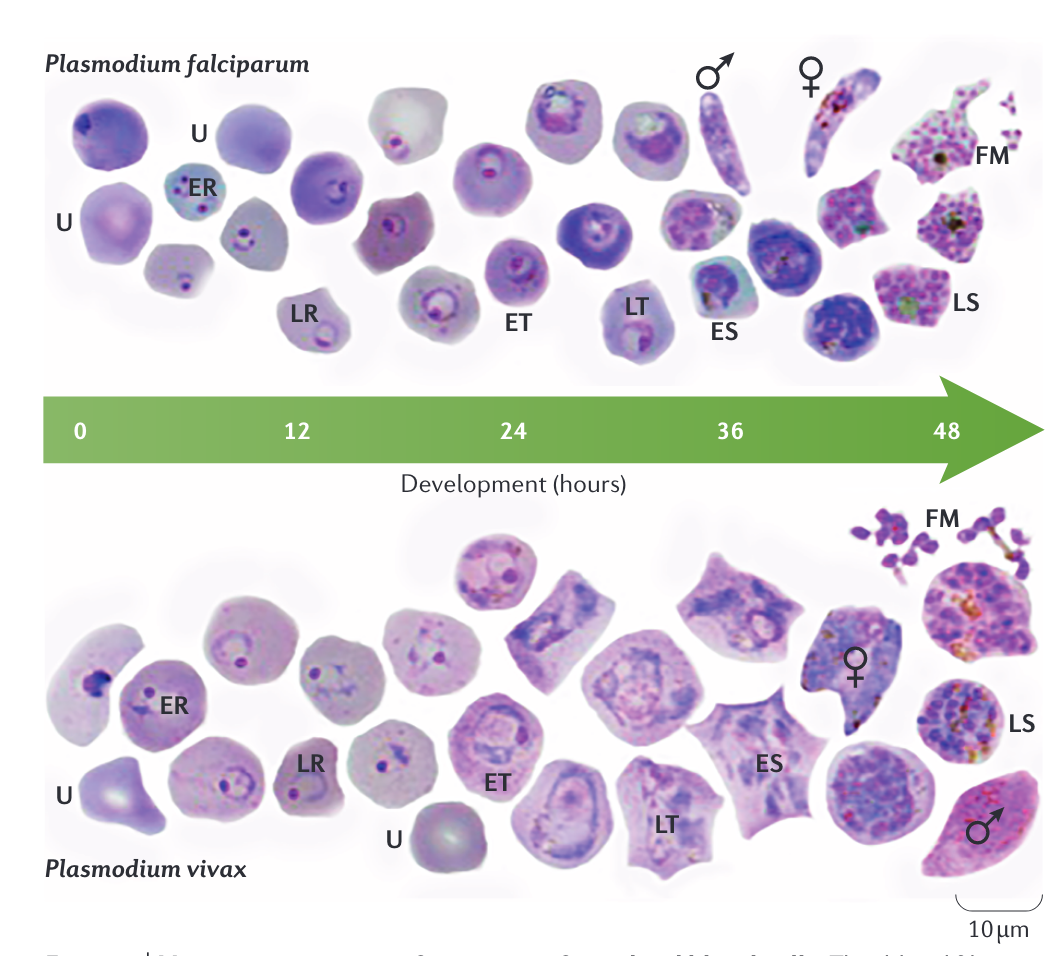 Plasmodium falciparum
♂ ♀
U
ER
FM
U
LR
LT
LS
ET
ES
0 12 24 36 48
Development (hours)
FM
♀
ER
LS
LR
ES
ET
U
LT
♂
U
Plasmodium vivax
10 µm